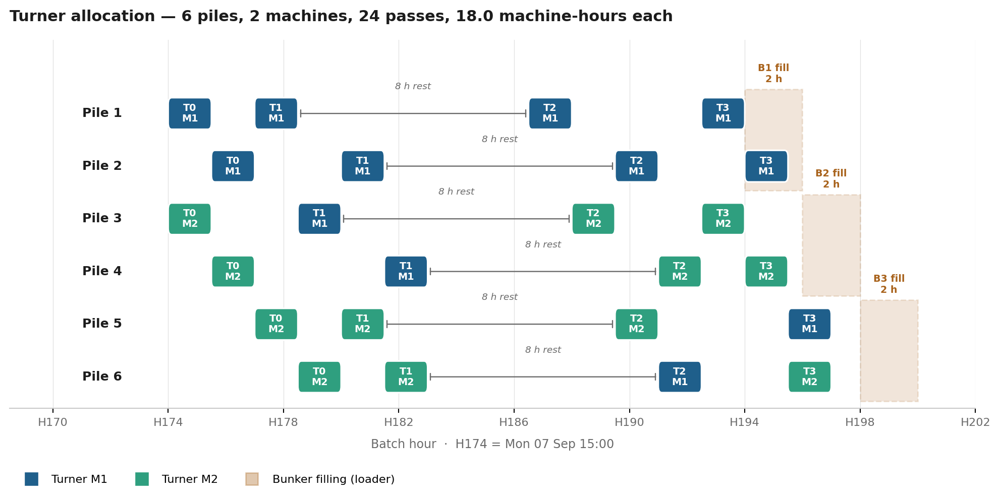 Turner allocation — 6 piles, 2 machines, 24 passes, 18.0 machine-hours each
B1 fill
2 h
8 h rest
Pile 1
T0
M1
T1
M1
T2
M1
T3
M1
8 h rest
Pile 2
T0
M1
T1
M1
T2
M1
T3
M1
B2 fill
2 h
8 h rest
Pile 3
T0
M2
T1
M1
T2
M2
T3
M2
8 h rest
Pile 4
T0
M2
T1
M1
T2
M2
T3
M2
B3 fill
2 h
8 h rest
Pile 5
T0
M2
T1
M2
T2
M2
T3
M1
8 h rest
Pile 6
T0
M2
T1
M2
T2
M1
T3
M2
H170 H174 H178 H182 H186 H190 H194 H198 H202
Batch hour · H174 = Mon 07 Sep 15:00
Turner M1 Turner M2 Bunker filling (loader)